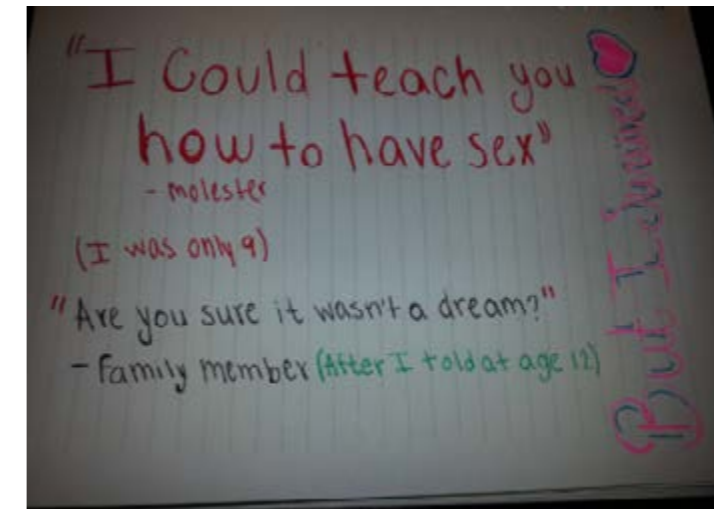 "I Could teach you
how to have sex"
- molester
(I was only 9)
"Are you sure it wasn't a dream?"
- Family member (After I told at age 12)
But I survived